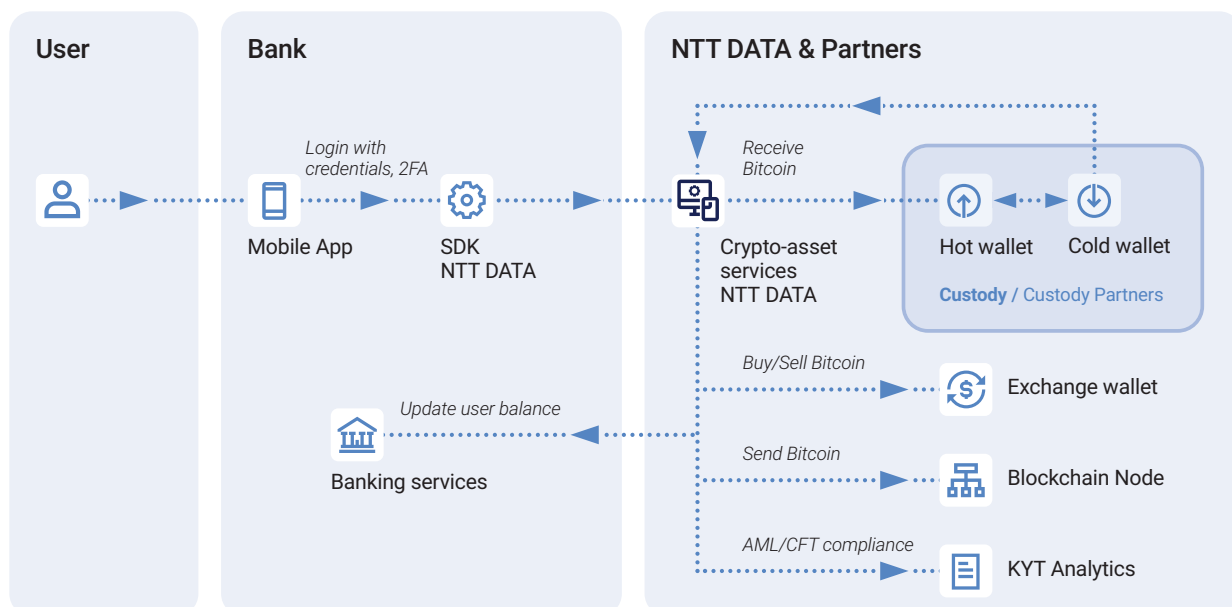 User
Bank
NTT DATA & Partners
Login with
credentials, 2FA
Receive
Bitcoin
Mobile App
SDK
NTT DATA
Crypto-asset
services
NTT DATA
Hot wallet
Cold wallet
Custody / Custody Partners
Buy/Sell Bitcoin
Exchange wallet
Update user balance
Banking services
Send Bitcoin
Blockchain Node
AML/CFT compliance
KYT Analytics